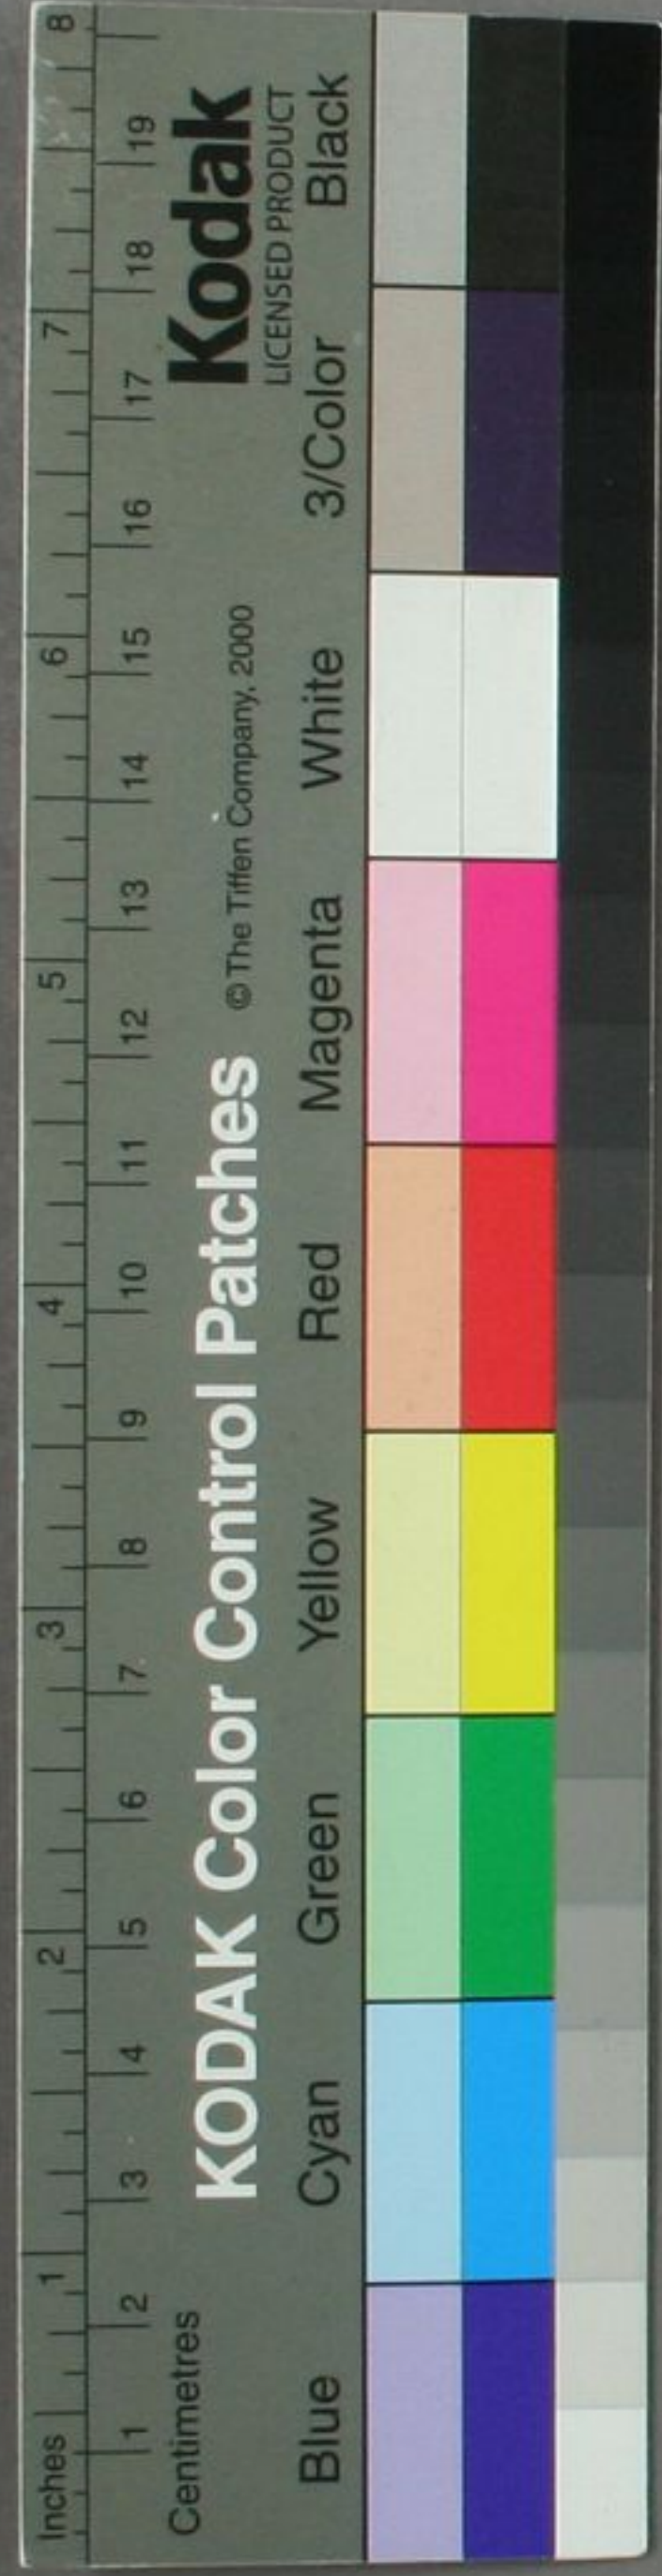 Inches 1 2 3 4 5 6 7 8
1 2 3 4 5 6 7 8 9 10 11 12 13 14 15 16 17 18 19
Centimetres
KODAK Color Control Patches
© The Tiffen Company, 2000
Kodak
LICENSED PRODUCT
Blue Cyan Green Yellow Red Magenta White 3/Color Black